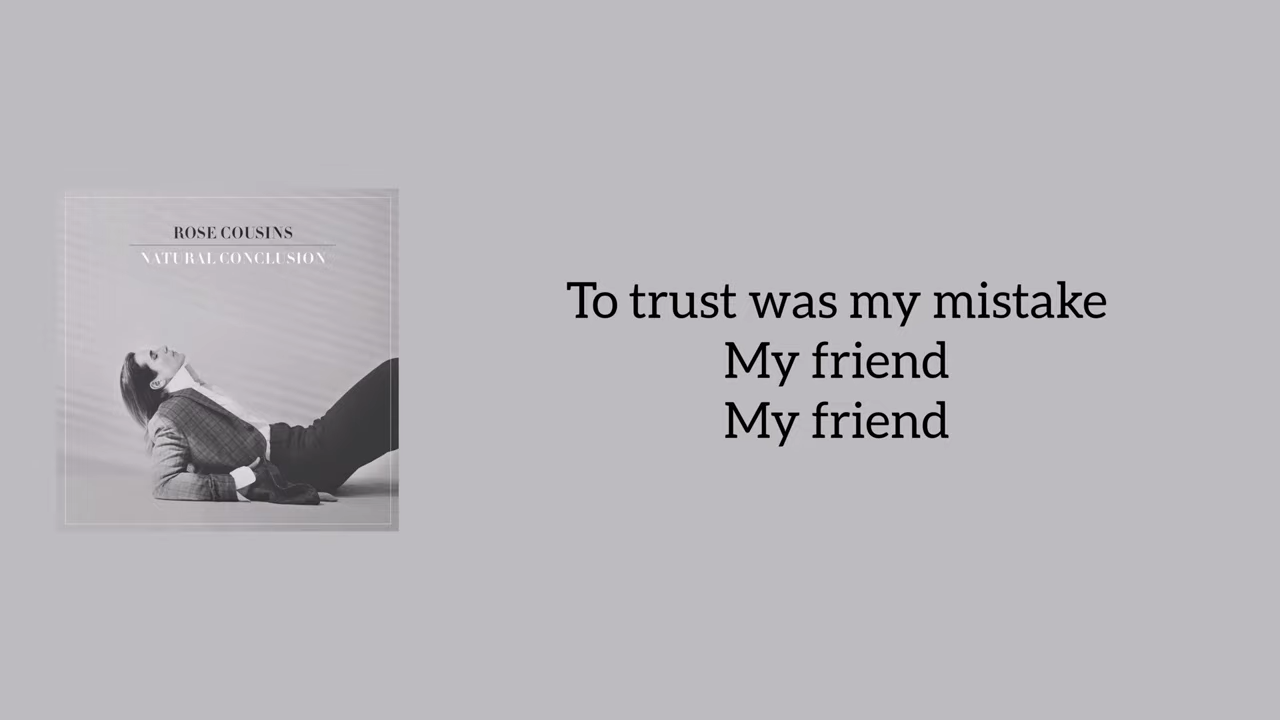 ROSE COUSINS
NATURAL CONCLUSION
To trust was my mistake
My friend
My friend